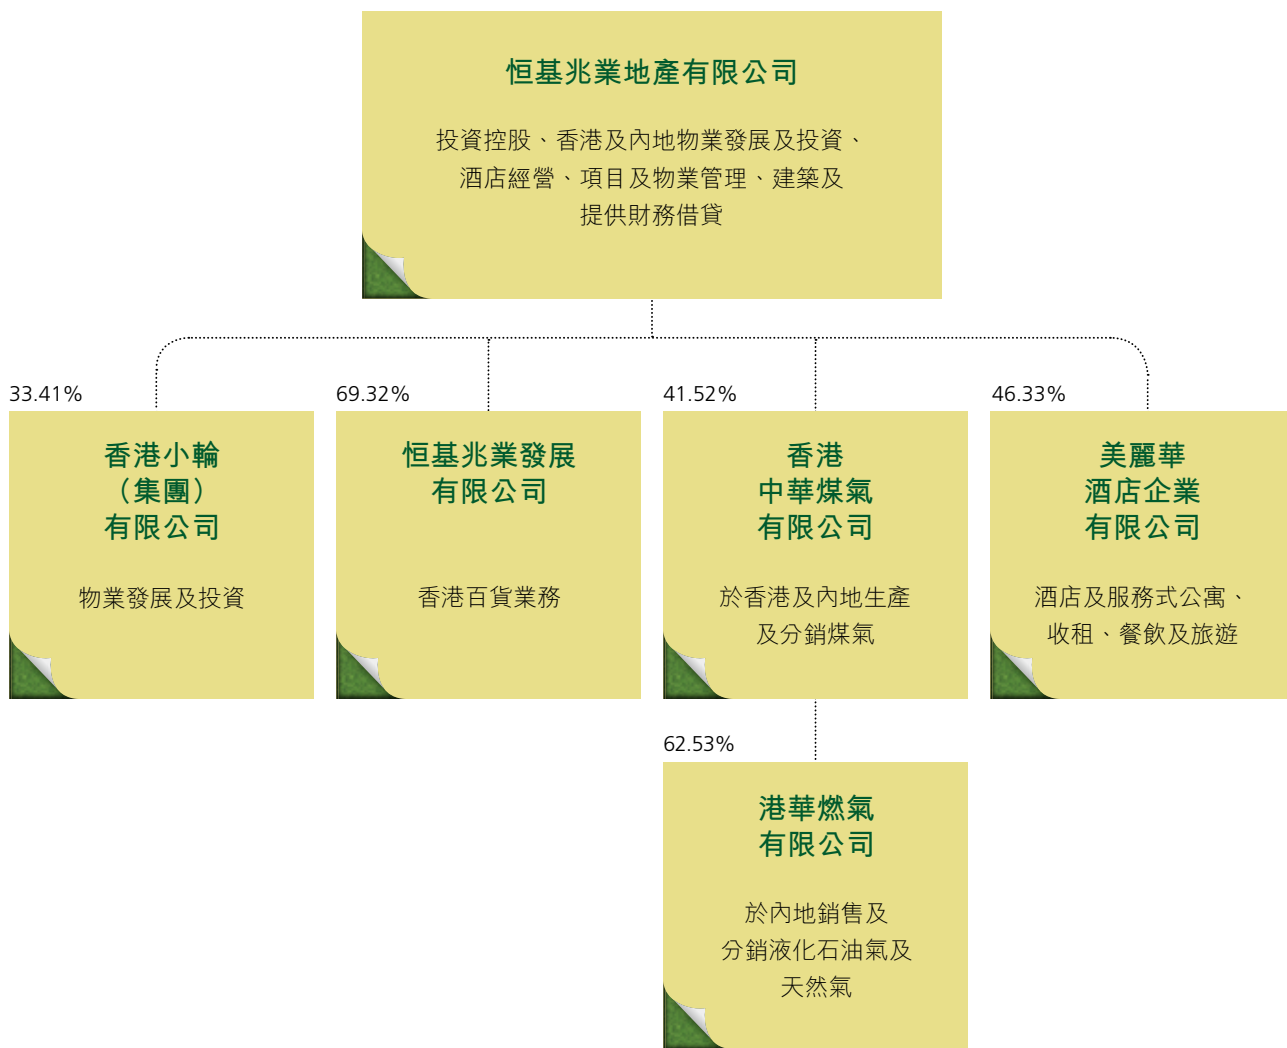 恒基兆業地產有限公司
投資控股、香港及內地物業發展及投資、
酒店經營、項目及物業管理、建築及
提供財務借貸
33.41%
香港小輪
（集團）
有限公司
物業發展及投資
69.32%
恒基兆業發展
有限公司
香港百貨業務
41.52%
香港
中華煤氣
有限公司
於香港及內地生產
及分銷煤氣
46.33%
美麗華
酒店企業
有限公司
酒店及服務式公寓、
收租、餐飲及旅遊
62.53%
港華燃氣
有限公司
於內地銷售及
分銷液化石油氣及
天然氣